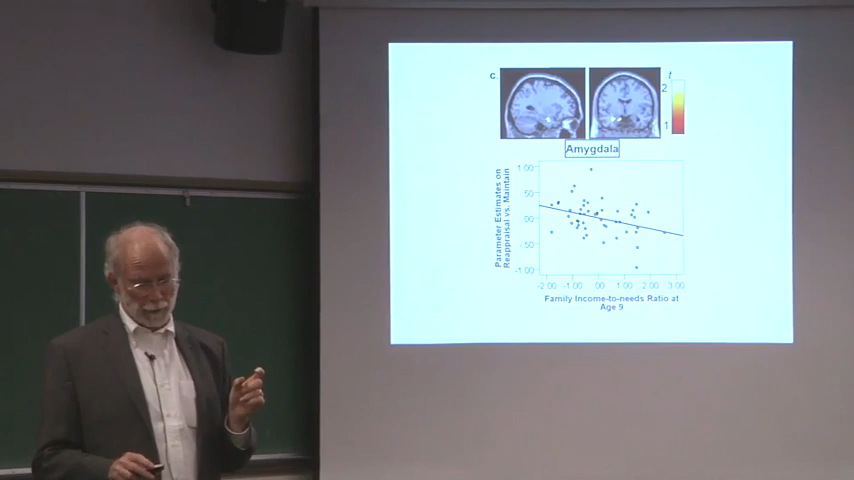 C.
t
2
1
Amygdala
Parameter Estimates on
Reappraisal vs. Maintain
1.00
.50
.00
-.50
-1.00
-2.00 -1.00 .00 1.00 2.00 3.00
Family Income-to-needs Ratio at
Age 9